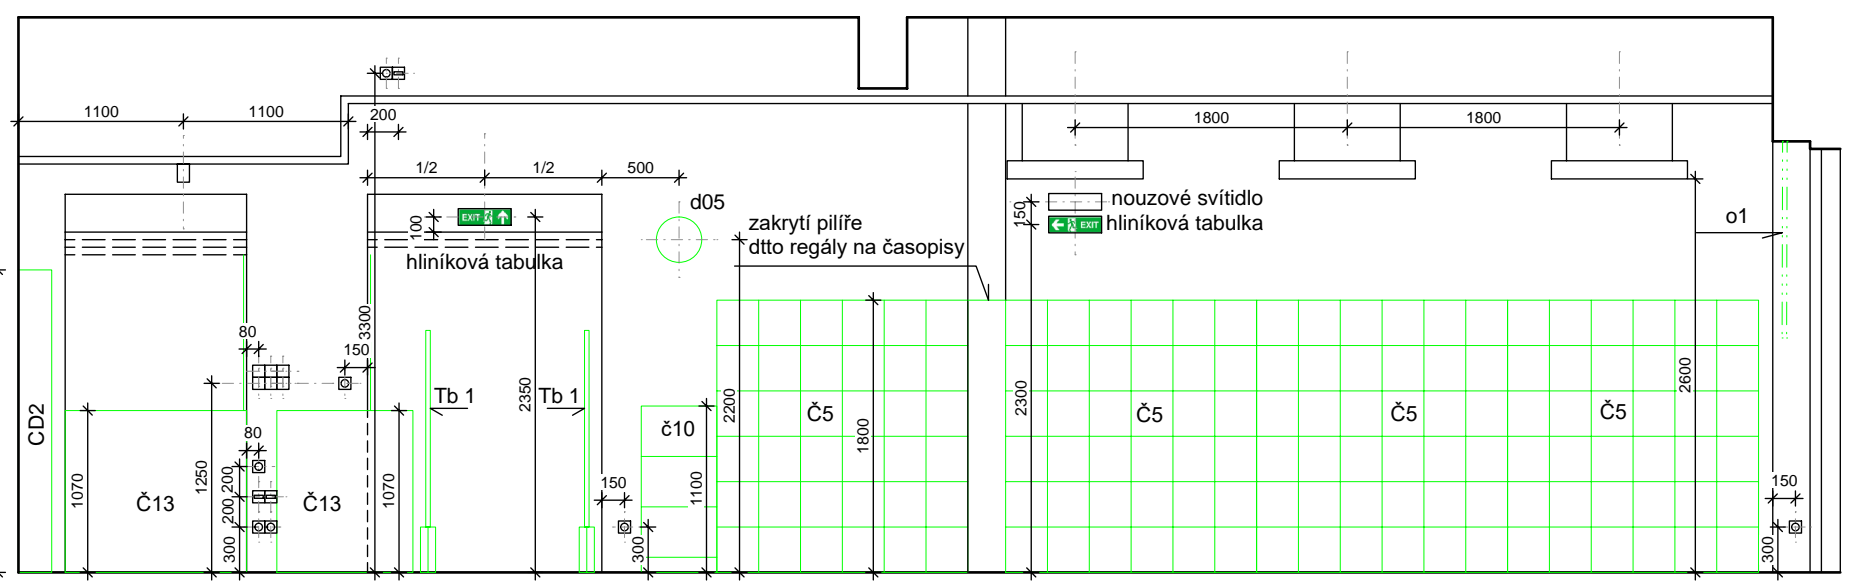 1100
1100
200
1800
1800
1/2
1/2
500
d05
EXIT
100
hliníková tabulka
zakrytí pilíře
dtto regály na časopisy
150
nouzové svítidlo
EXIT
hliníková tabulka
o1
80
3300
150
CD2
1070
Č13
1250
80
200
200
300
Č13
1070
Tb 1
2350
Tb 1
150
300
č10
1100
2200
Č5
1800
2300
Č5
Č5
Č5
2600
150
300